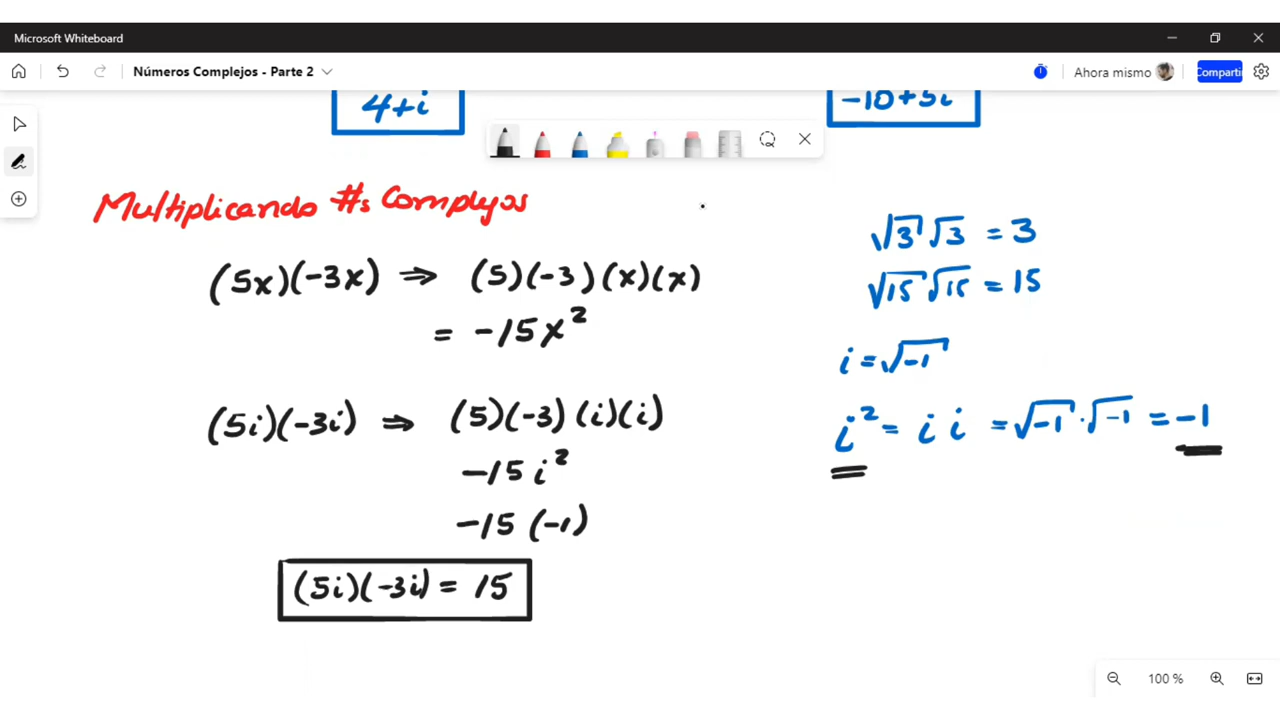 Microsoft Whiteboard
Números Complejos - Parte 2
Ahora mismo
Comparti
4+i
-10+5i
Multiplicando #s Complejos
(5x)(-3x) ⇒ (5)(-3)(x)(x)
= -15x²
(5i)(-3i) ⇒ (5)(-3)(i)(i)
-15i²
-15(-1)
(5i)(-3i) = 15
√3 √3 = 3
√15 √15 = 15
i = √-1
i² = i i = √-1 · √-1 = -1
100 %